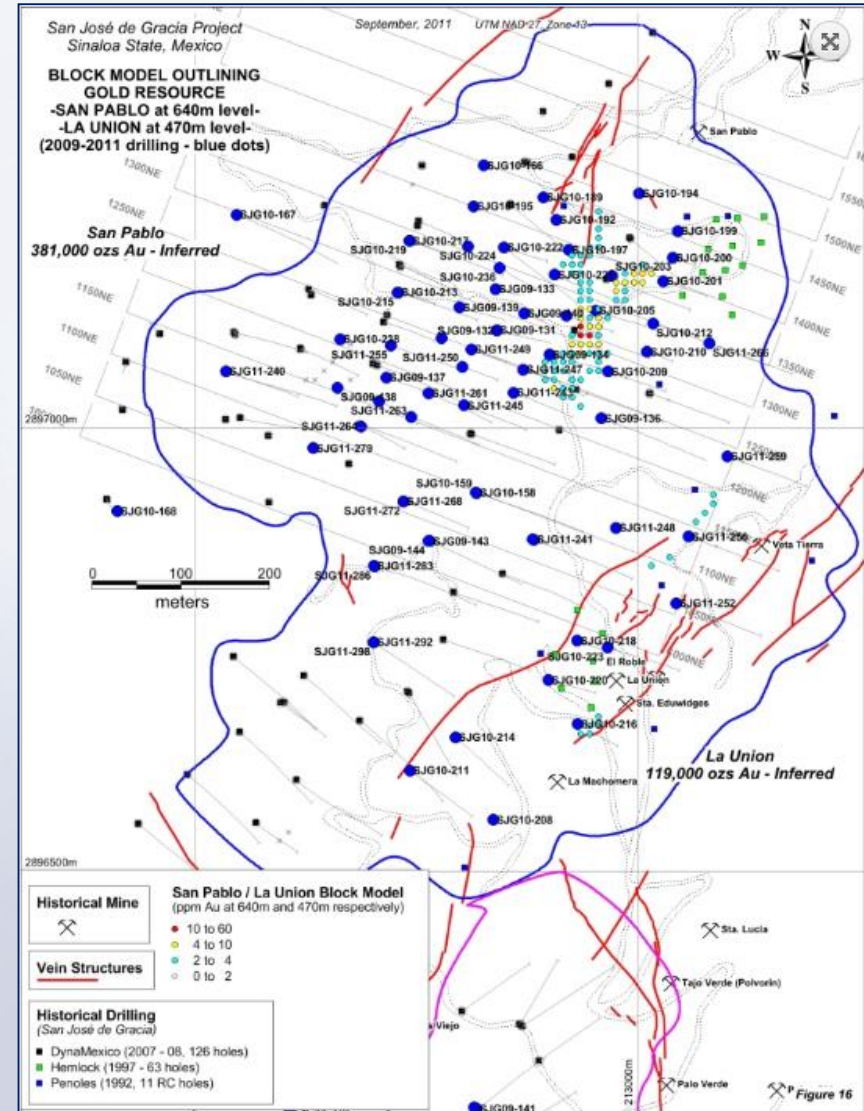 San José de Gracia Project
Sinaloa State, Mexico
September, 2011
UTM NAD'27, Zone 13
N
W
E
S
BLOCK MODEL OUTLINING
GOLD RESOURCE
-SAN PABLO at 640m level-
-LA UNION at 470m level-
(2009-2011 drilling - blue dots)
San Pablo
1300NE
1250NE
1150NE
1100NE
1050NE
1550NE
1500NE
1450NE
1400NE
1350NE
1300NE
1250NE
1200NE
1150NE
1100NE
San Pablo
381,000 ozs Au - Inferred
SJG10-166
SJG10-167
SJG10-189
SJG10-194
SJG10-195
SJG10-192
SJG10-199
SJG10-217
SJG10-219
SJG10-222
SJG10-197
SJG10-224
SJG10-200
SJG10-203
SJG10-201
SJG09-133
SJG10-213
SJG10-215
SJG09-139
SJG10-205
SJG10-212
SJG09-132
SJG09-131
SJG11-255
SJG11-250
SJG11-249
SJG09-134
SJG10-210
SJG11-266
SJG11-240
SJG09-137
SJG11-247
SJG10-209
SJG09-138
SJG11-261
SJG11-263
SJG11-245
SJG11-264
SJG09-136
2897000m
SJG11-279
SJG11-259
SJG10-159
SJG10-158
SJG10-168
SJG11-268
SJG11-272
SJG11-248
SJG09-143
SJG11-241
SJG09-144
Veta Tierra
SJG11-283
SJG11-286
0 100 200
meters
SJG11-252
SJG11-292
SJG11-298
SJG10-218
SJG10-223
El Roble
SJG10-220
La Union
Sta. Eduwidges
SJG10-216
SJG10-214
La Union
119,000 ozs Au - Inferred
SJG10-211
La Machomera
SJG10-208
2896500m
Historical Mine
Vein Structures
San Pablo / La Union Block Model
(ppm Au at 640m and 470m respectively)
10 to 60
4 to 10
2 to 4
0 to 2
Historical Drilling
(San José de Gracia)
DynaMexico (2007 - 08, 126 holes)
Hemlock (1997 - 63 holes)
Penoles (1992, 11 RC holes)
Sta. Lucia
Tajo Verde (Polvorín)
Viejo
213000m
Palo Verde
P
Figure 16
SJG09-141